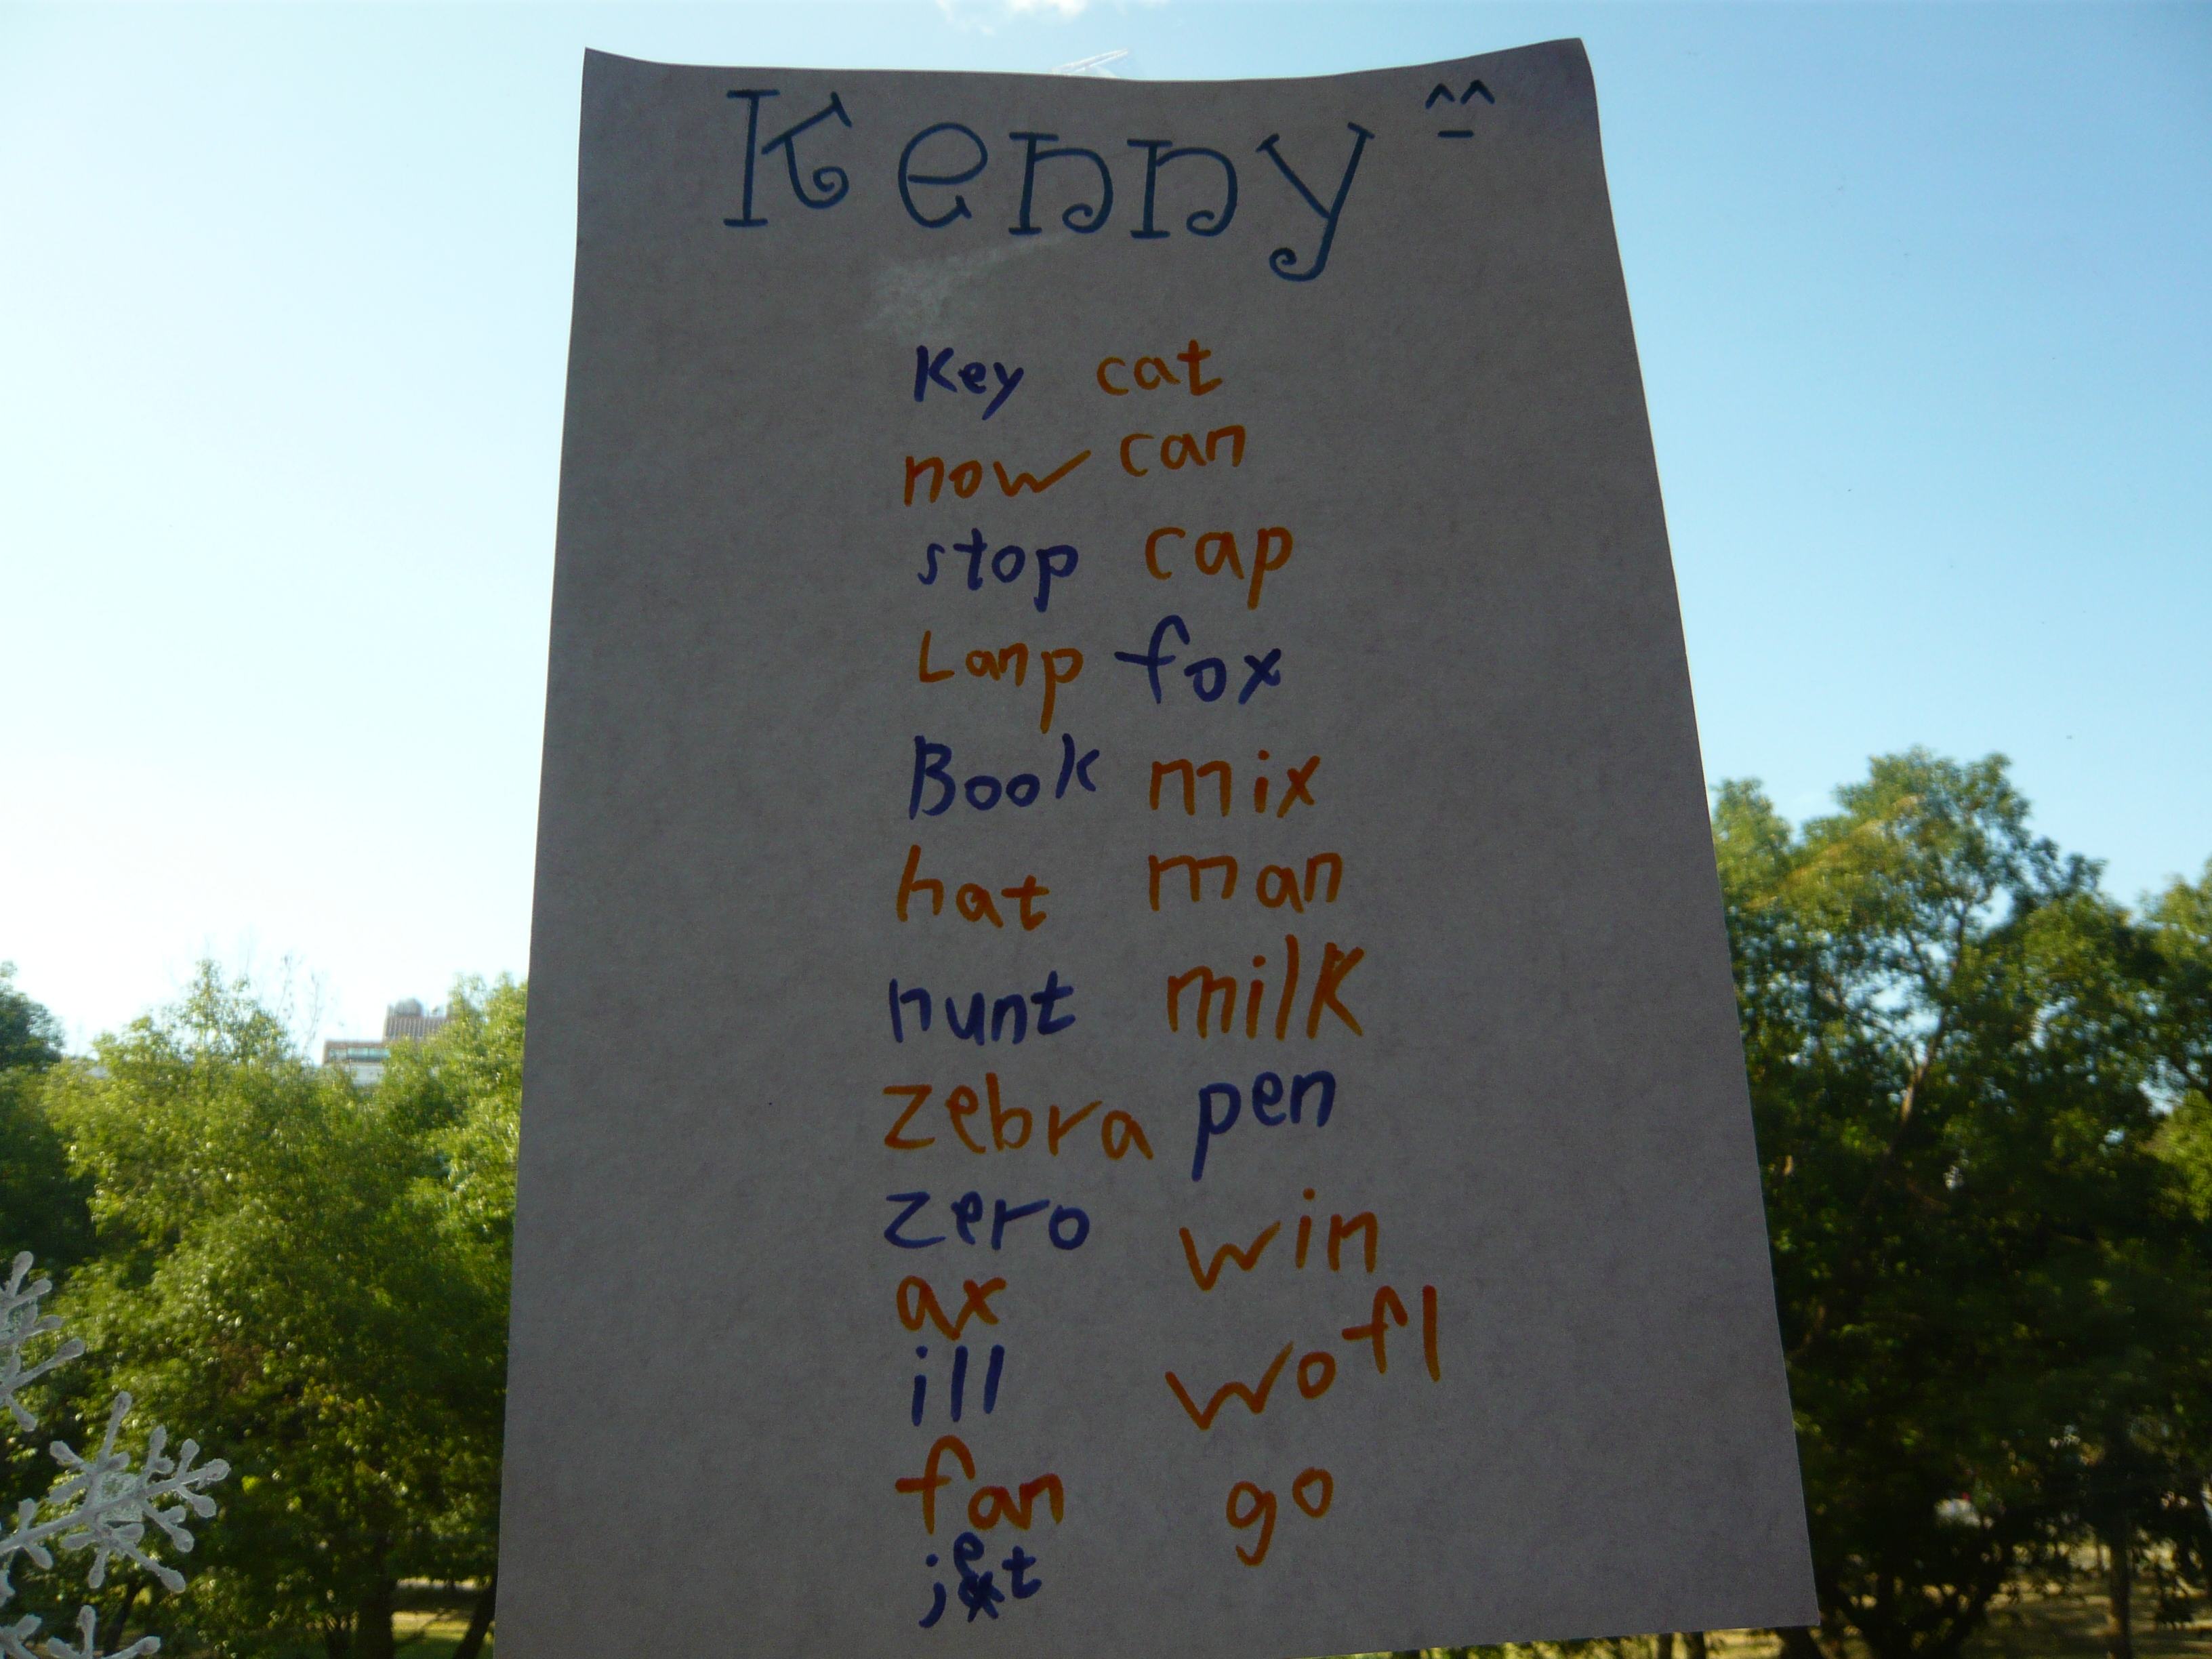 Kenny ^_^
Key cat
now can
stop cap
Lanp fox
Book mix
hat man
hunt milk
zebra pen
zero win
ax
ill wofl
fan go
jet